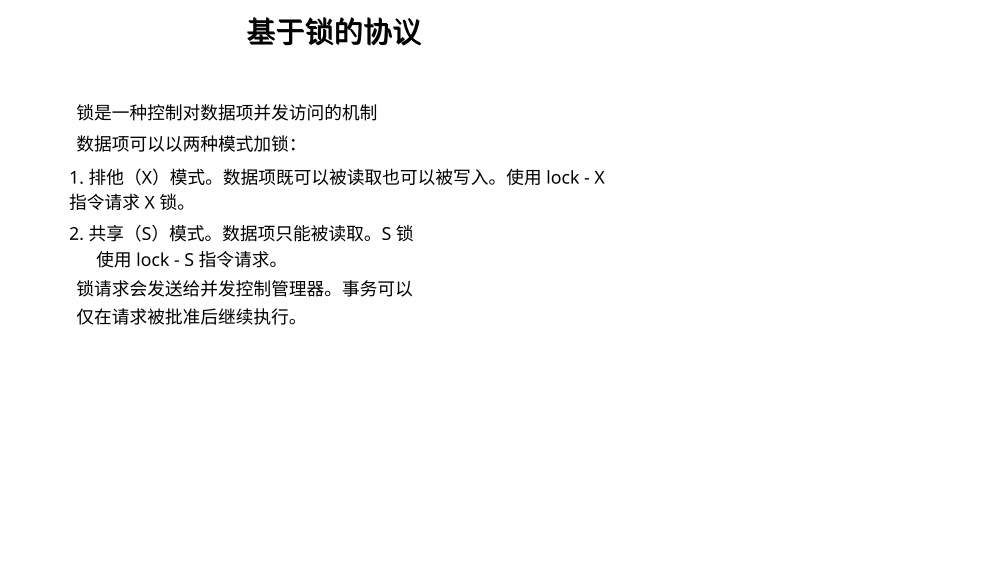 基于锁的协议
锁是一种控制对数据项并发访问的机制
数据项可以以两种模式加锁：
1. 排他（X）模式。数据项既可以被读取也可以被写入。使用 lock - X
指令请求 X 锁。
2. 共享（S）模式。数据项只能被读取。S 锁
使用 lock - S 指令请求。
锁请求会发送给并发控制管理器。事务可以
仅在请求被批准后继续执行。